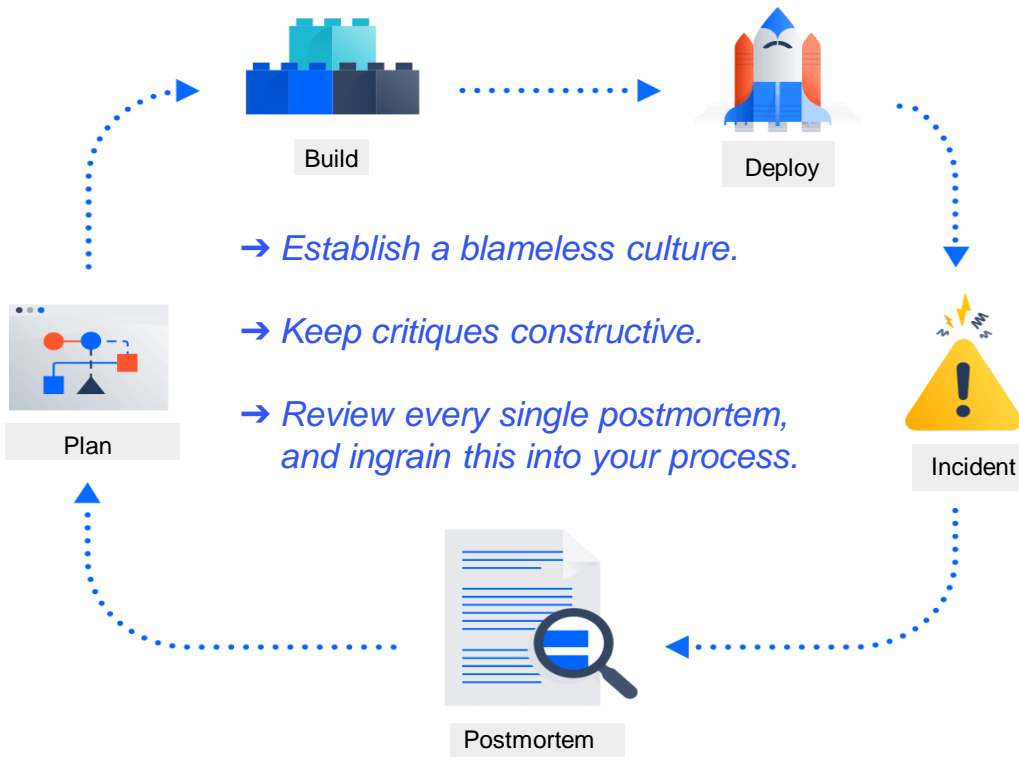 Build
Deploy
➔ Establish a blameless culture.
➔ Keep critiques constructive.
➔ Review every single postmortem,
and ingrain this into your process.
Plan
Incident
Postmortem